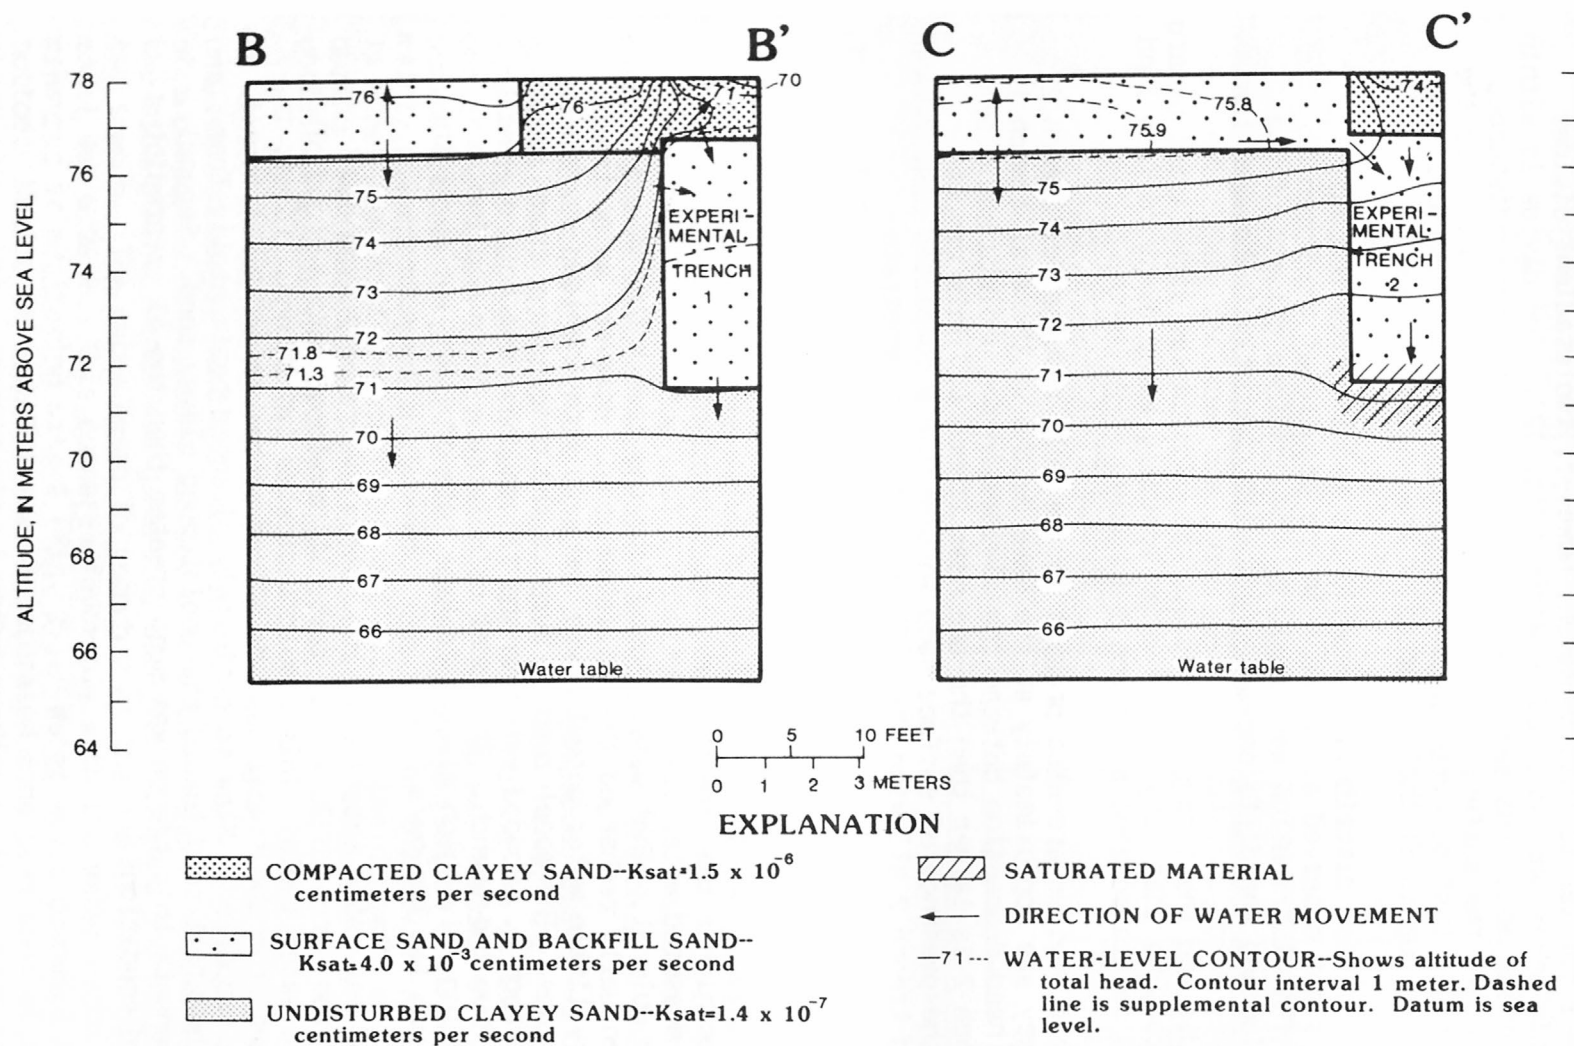 B B' C C'
78
76
74
72
70
68
66
64
ALTITUDE, IN METERS ABOVE SEA LEVEL
76
76
71
70
75
74
73
72
71.8
71.3
71
70
69
68
67
66
EXPERI-
MENTAL
TRENCH
1
Water table
74
75.8
75.9
75
74
73
72
71
70
69
68
67
66
EXPERI-
MENTAL
TRENCH
2
Water table
0 5 10 FEET
0 1 2 3 METERS
EXPLANATION
COMPACTED CLAYEY SAND--Ksat=1.5 x 10⁻⁶
centimeters per second
SURFACE SAND AND BACKFILL SAND--
Ksat=4.0 x 10⁻³ centimeters per second
UNDISTURBED CLAYEY SAND--Ksat=1.4 x 10⁻⁷
centimeters per second
SATURATED MATERIAL
DIRECTION OF WATER MOVEMENT
—71--- WATER-LEVEL CONTOUR--Shows altitude of
total head. Contour interval 1 meter. Dashed
line is supplemental contour. Datum is sea
level.